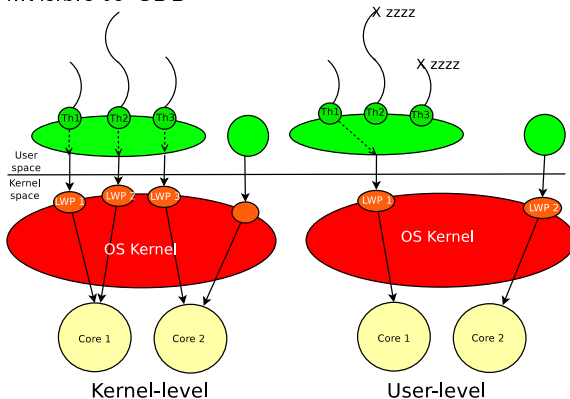 X zzzz
X zzzz
Th1
Th2
Th3
Th1
Th2
Th3
User
space
Kernel
space
LWP 1
LWP 2
LWP 3
LWP 1
LWP 2
OS Kernel
OS Kernel
Core 1
Core 2
Core 1
Core 2
Kernel-level
User-level